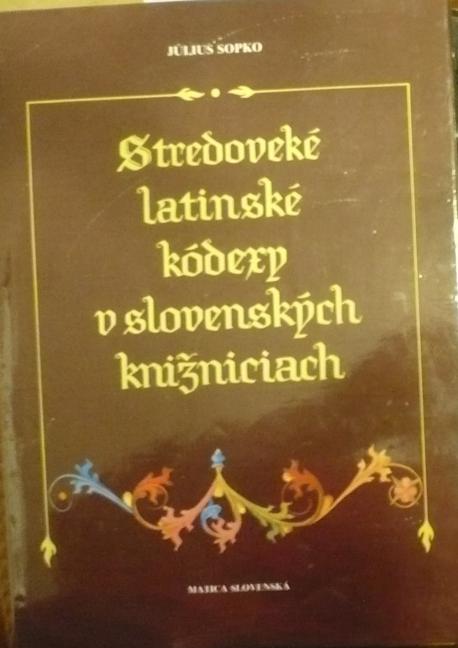 JÚLIUS SOPKO
Stredoveké
latinské
kódexy
v slovenských
knižniciach
MATICA SLOVENSKÁ